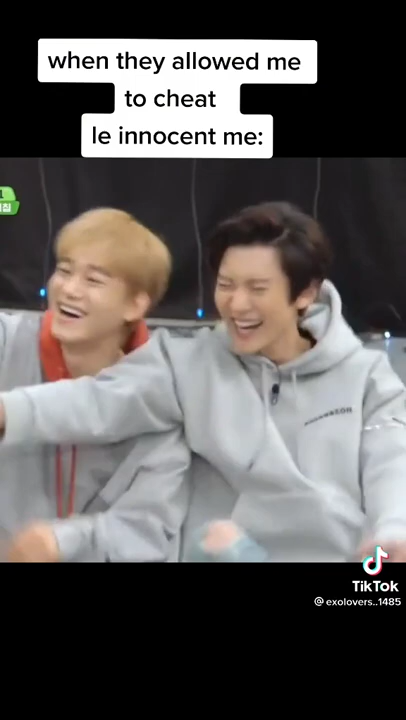 when they allowed me
to cheat
le innocent me:
TikTok
@exolovers..1485